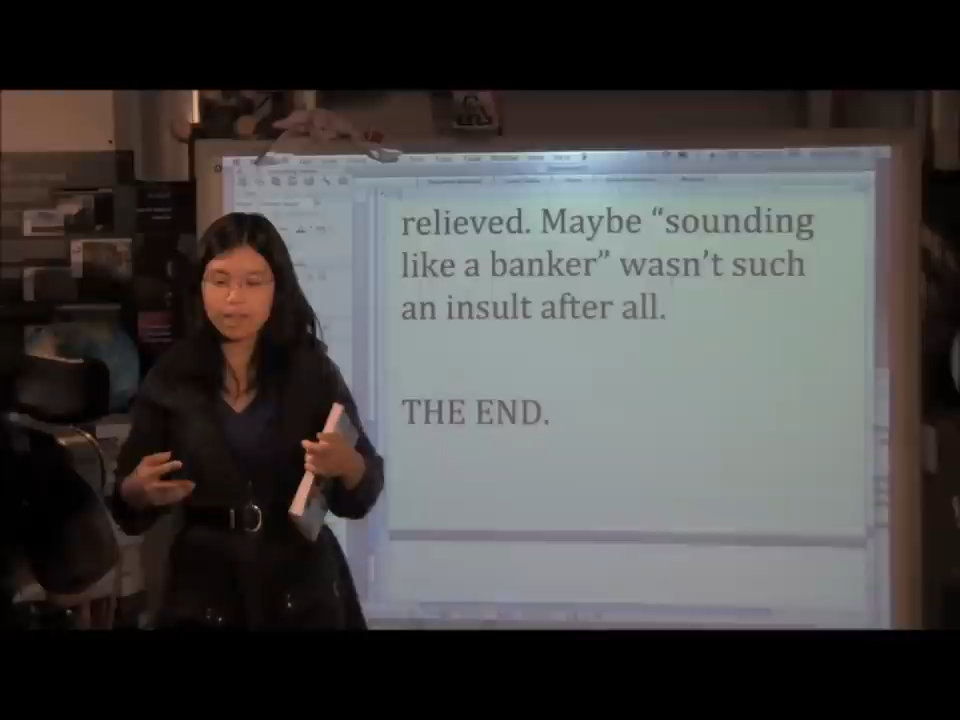 relieved. Maybe “sounding
like a banker” wasn’t such
an insult after all.
THE END.